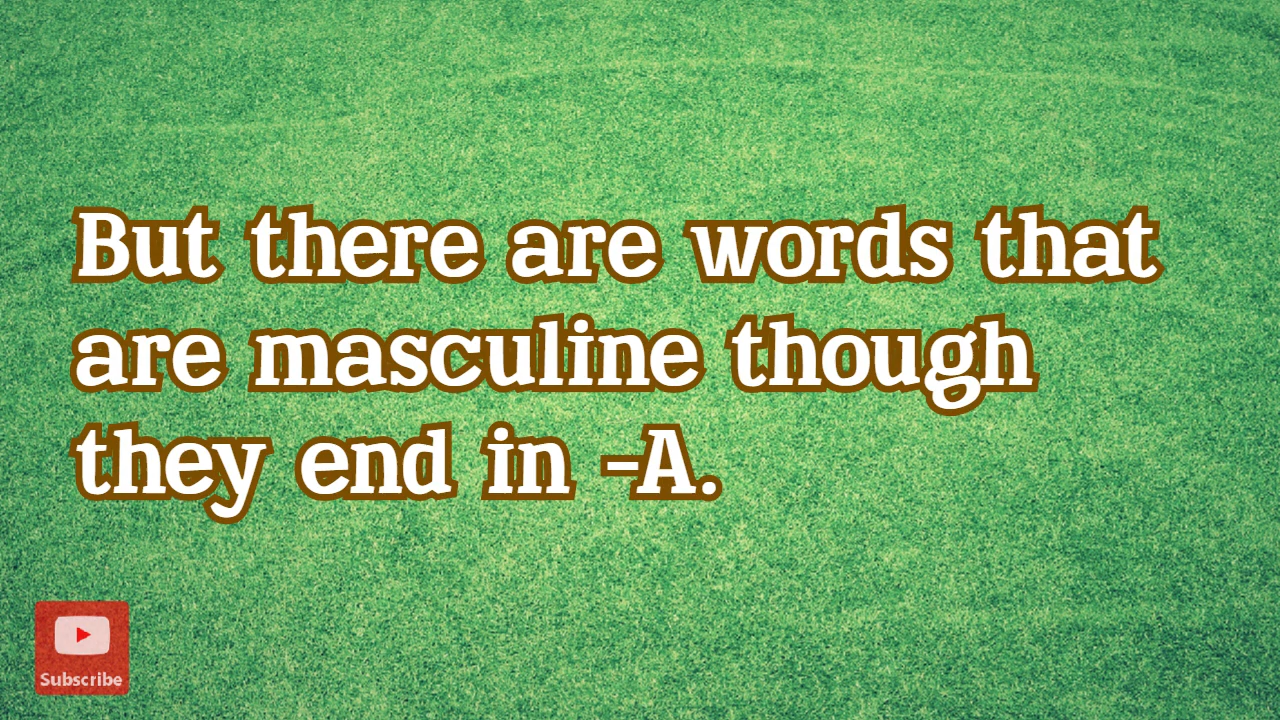 But there are words that
are masculine though
they end in -A.
Subscribe